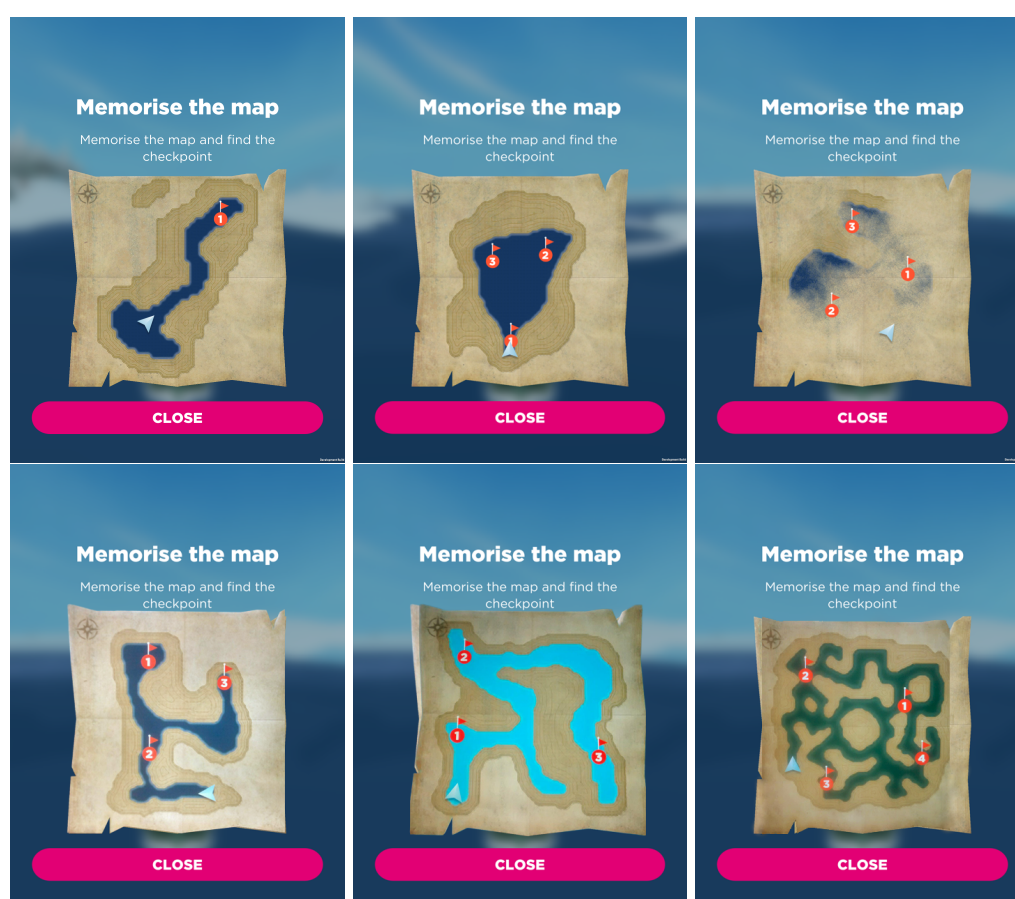 Memorise the map
Memorise the map and find the
checkpoint
1
CLOSE
Development Build
Memorise the map
Memorise the map and find the
checkpoint
3
2
1
CLOSE
Development Build
Memorise the map
Memorise the map and find the
checkpoint
3
1
2
CLOSE
Memorise the map
Memorise the map and find the
checkpoint
1
3
2
CLOSE
Memorise the map
Memorise the map and find the
checkpoint
2
1
3
CLOSE
Memorise the map
Memorise the map and find the
checkpoint
2
1
4
3
CLOSE